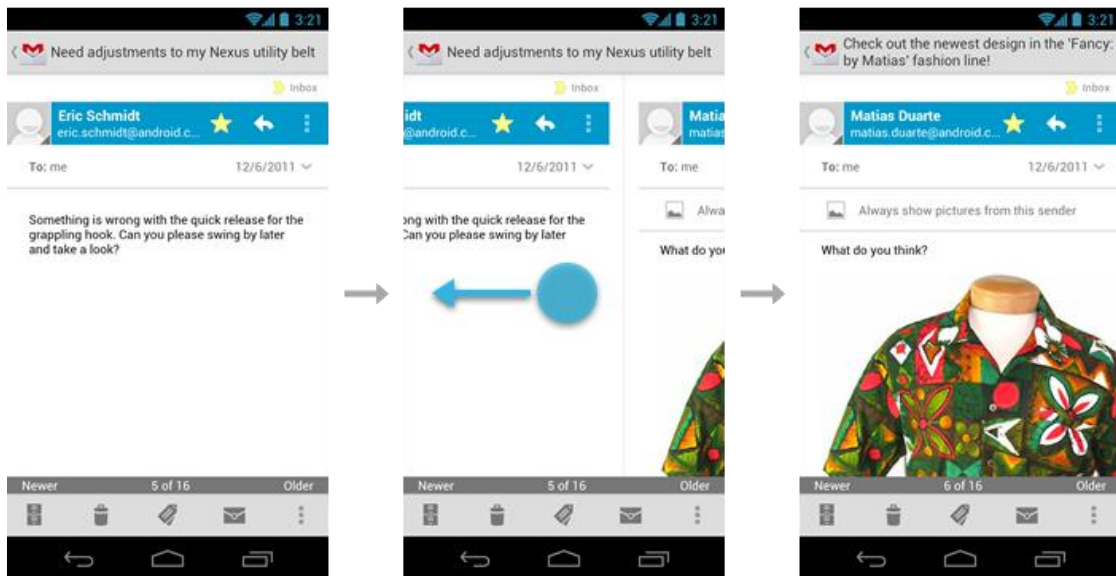 3:21
Need adjustments to my Nexus utility belt
Inbox
Eric Schmidt
eric.schmidt@android.c...
To: me
12/6/2011
Something is wrong with the quick release for the
grappling hook. Can you please swing by later
and take a look?
Newer
5 of 16
Older
3:21
Need adjustments to my Nexus utility belt
Inbox
idt
@android.c...
12/6/2011
ong with the quick release for the
Can you please swing by later
Matia
matias
To: me
Alwa
What do you
Newer
5 of 16
Older
3:21
Check out the newest design in the 'Fancy:
by Matias' fashion line!
Inbox
Matias Duarte
matias.duarte@android.c...
To: me
12/6/2011
Always show pictures from this sender
What do you think?
Newer
6 of 16
Older